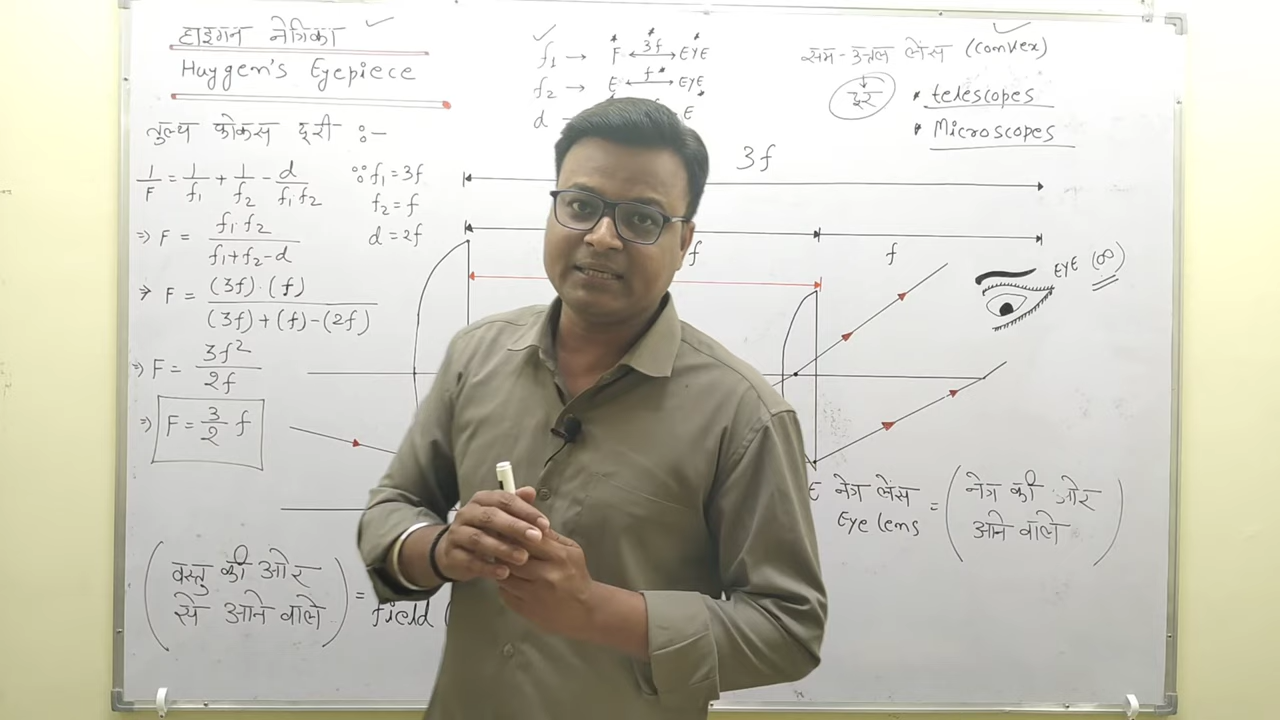 हाइगन नेत्रिका
Huygen's Eyepiece
तुल्य फोकस दूरी :-
1/F = 1/f₁ + 1/f₂ - d/f₁f₂
∵ f₁ = 3f
f₂ = f
d = 2f
⇒ F = f₁·f₂/f₁+f₂-d
⇒ F = (3f)·(f)/(3f)+(f)-(2f)
⇒ F = 3f²/2f
⇒ F = 3/2 f
(वस्तु की ओर
से आने वाले) = field
f₁ → F ←3f→ EYE
f₂ → E ←f→ EYE
d E
सम-उत्तल लेंस (convex)
दूर
telescopes
Microscopes
3f
f f
EYE (∞)
E नेत्र लेंस
Eye lens = (नेत्र की ओर
आने वाले)